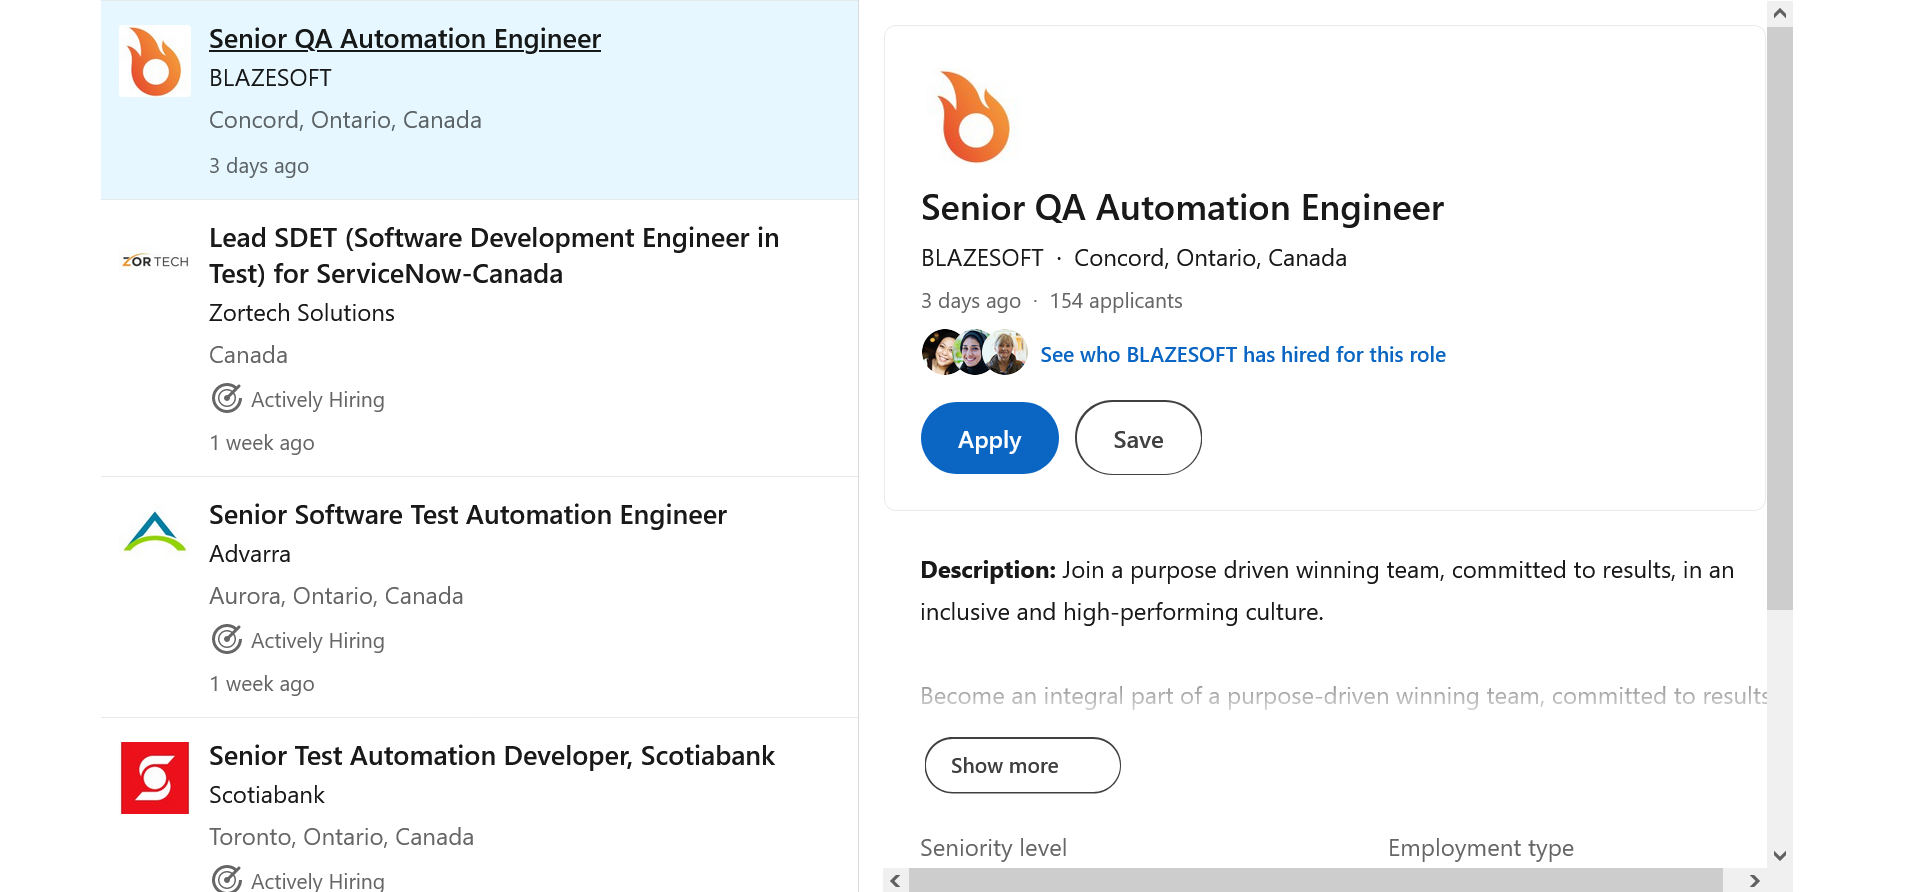 Senior QA Automation Engineer
BLAZESOFT
Concord, Ontario, Canada
3 days ago
ZOR TECH
Lead SDET (Software Development Engineer in
Test) for ServiceNow-Canada
Zortech Solutions
Canada
Actively Hiring
1 week ago
Senior Software Test Automation Engineer
Advarra
Aurora, Ontario, Canada
Actively Hiring
1 week ago
Senior Test Automation Developer, Scotiabank
Scotiabank
Toronto, Ontario, Canada
Actively Hiring
Senior QA Automation Engineer
BLAZESOFT · Concord, Ontario, Canada
3 days ago · 154 applicants
See who BLAZESOFT has hired for this role
Apply Save
Description: Join a purpose driven winning team, committed to results, in an
inclusive and high-performing culture.
Become an integral part of a purpose-driven winning team, committed to results
Show more
Seniority level Employment type